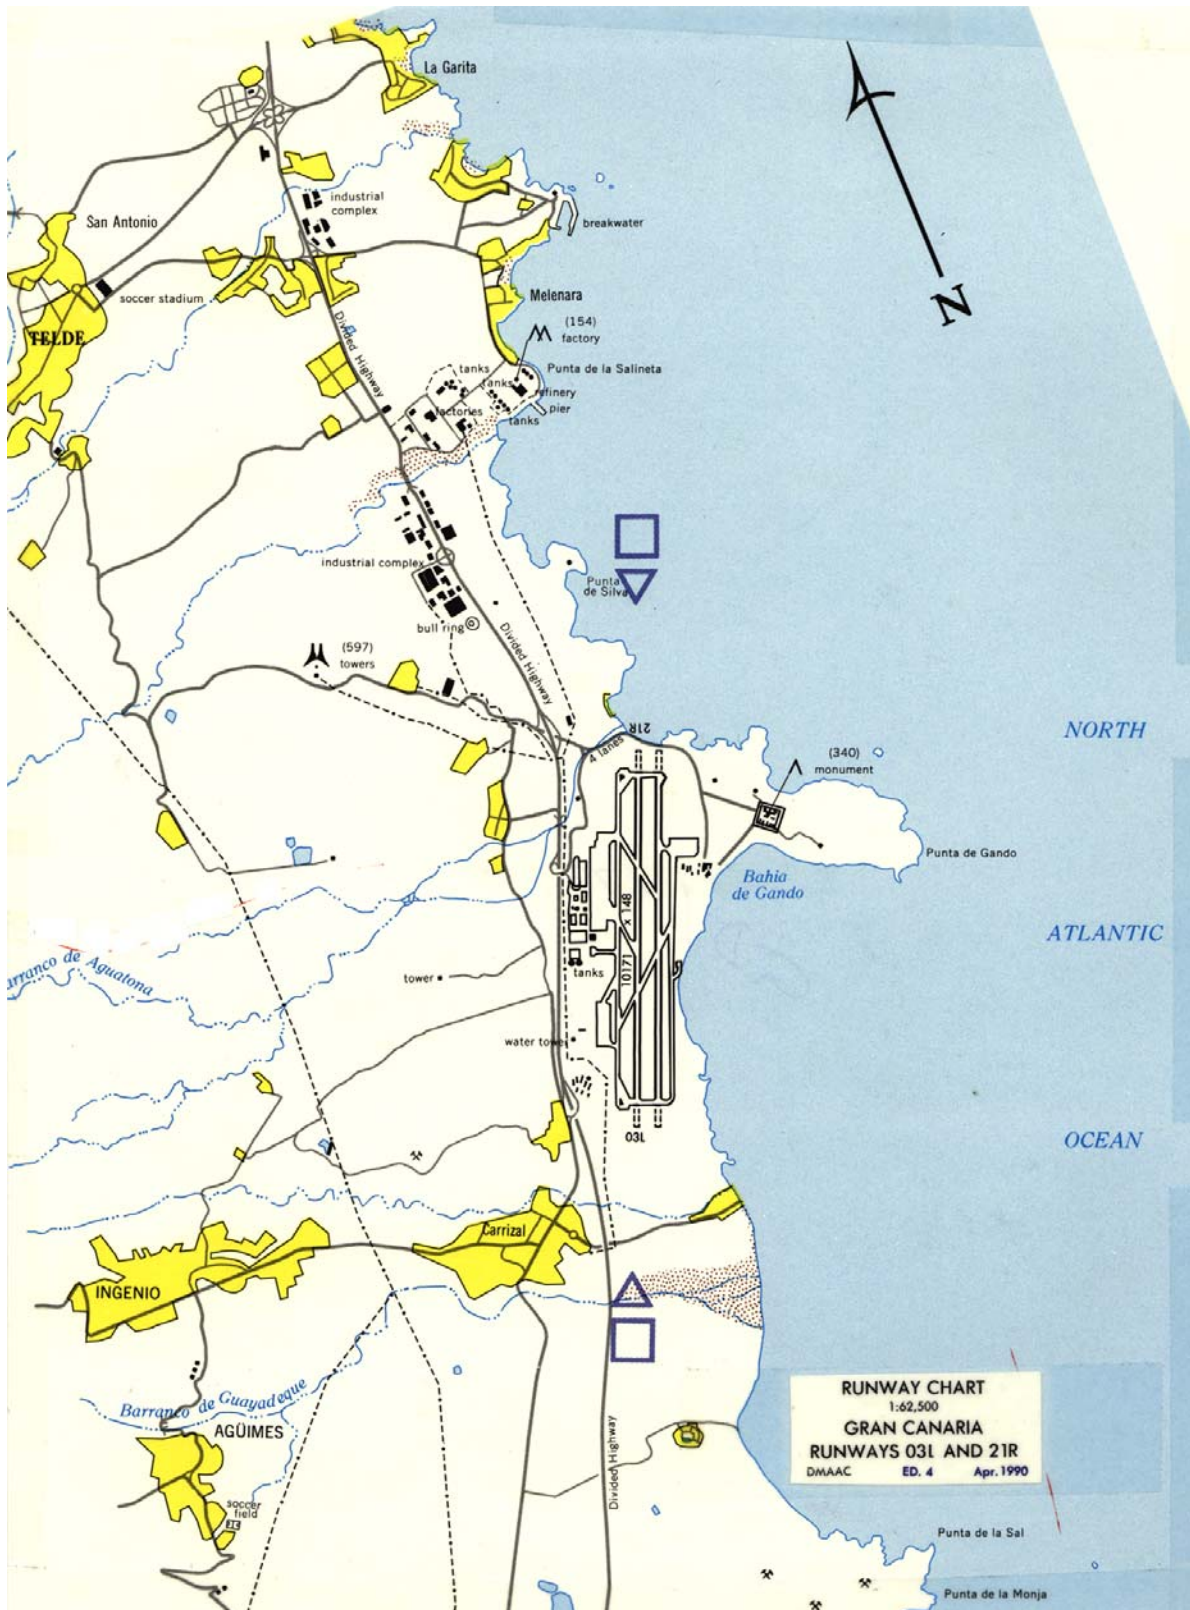 La Garita
San Antonio
industrial
complex
breakwater
soccer stadium
Melenara
N
TELDE
Divided Highway
(154)
factory
tanks
Punta de la Salineta
tanks
refinery
factories
pier
tanks
industrial complex
Punta
de Silva
bull ring
(597)
towers
Divided Highway
21R
4 lanes
NORTH
(340)
monument
Punta de Gando
Bahia
de Gando
10171 x 148
ATLANTIC
Barranco de Aguatona
tower
tanks
water tower
03L
OCEAN
Carrizal
INGENIO
Barranco de Guayadeque
AGÜIMES
Divided Highway
soccer
field
RUNWAY CHART
1:62,500
GRAN CANARIA
RUNWAYS 03L AND 21R
DMAAC ED. 4 Apr. 1990
Punta de la Sal
Punta de la Monja